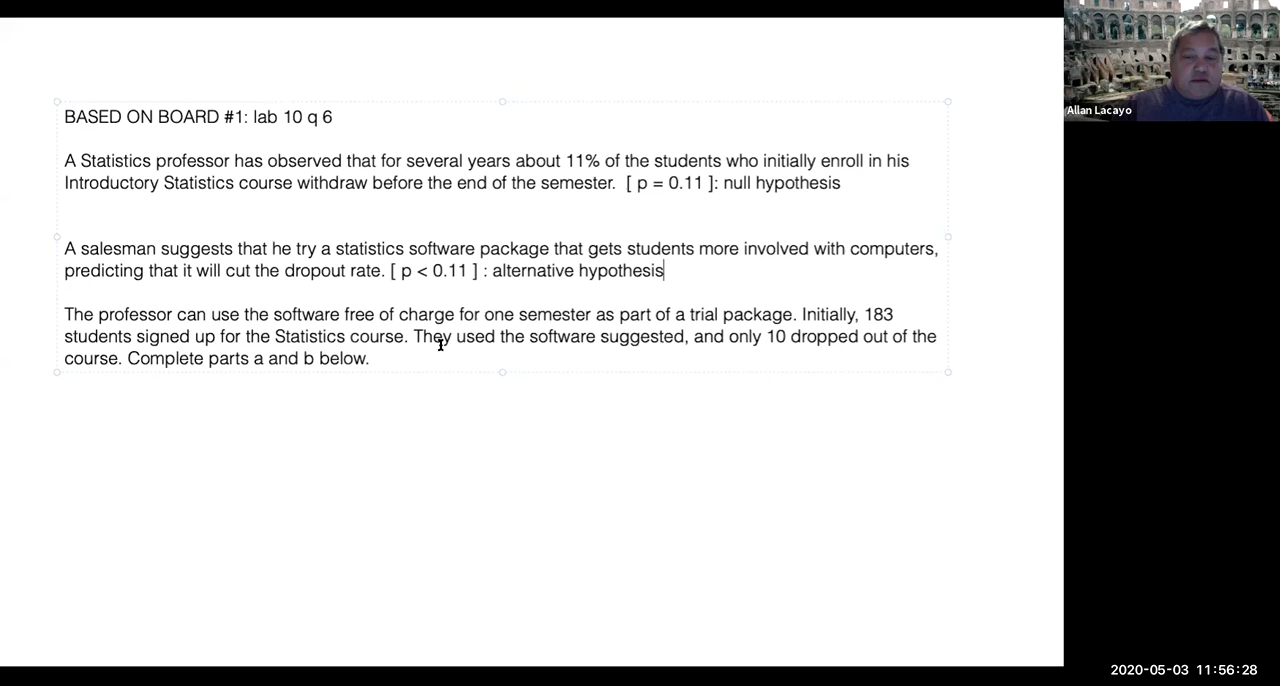 BASED ON BOARD #1: lab 10 q 6
A Statistics professor has observed that for several years about 11% of the students who initially enroll in his
Introductory Statistics course withdraw before the end of the semester. [ p = 0.11 ]: null hypothesis
A salesman suggests that he try a statistics software package that gets students more involved with computers,
predicting that it will cut the dropout rate. [ p < 0.11 ] : alternative hypothesis
The professor can use the software free of charge for one semester as part of a trial package. Initially, 183
students signed up for the Statistics course. They used the software suggested, and only 10 dropped out of the
course. Complete parts a and b below.
Allan Lacayo
2020-05-03 11:56:28